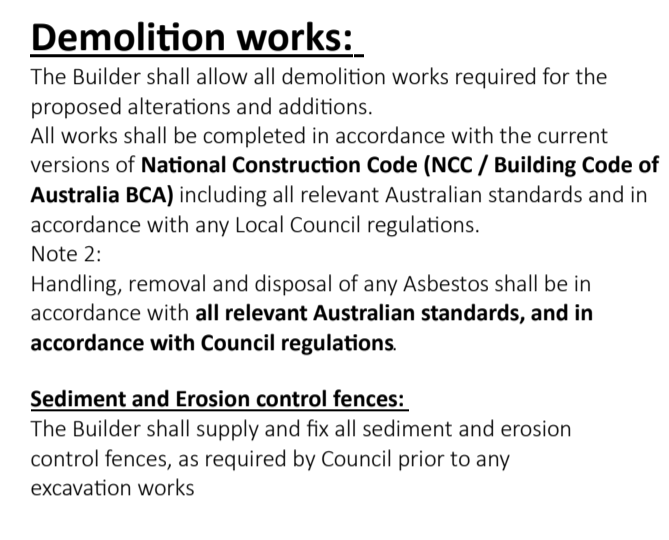 Demolition works:
The Builder shall allow all demolition works required for the
proposed alterations and additions.
All works shall be completed in accordance with the current
versions of National Construction Code (NCC / Building Code of
Australia BCA) including all relevant Australian standards and in
accordance with any Local Council regulations.
Note 2:
Handling, removal and disposal of any Asbestos shall be in
accordance with all relevant Australian standards, and in
accordance with Council regulations.
Sediment and Erosion control fences:
The Builder shall supply and fix all sediment and erosion
control fences, as required by Council prior to any
excavation works